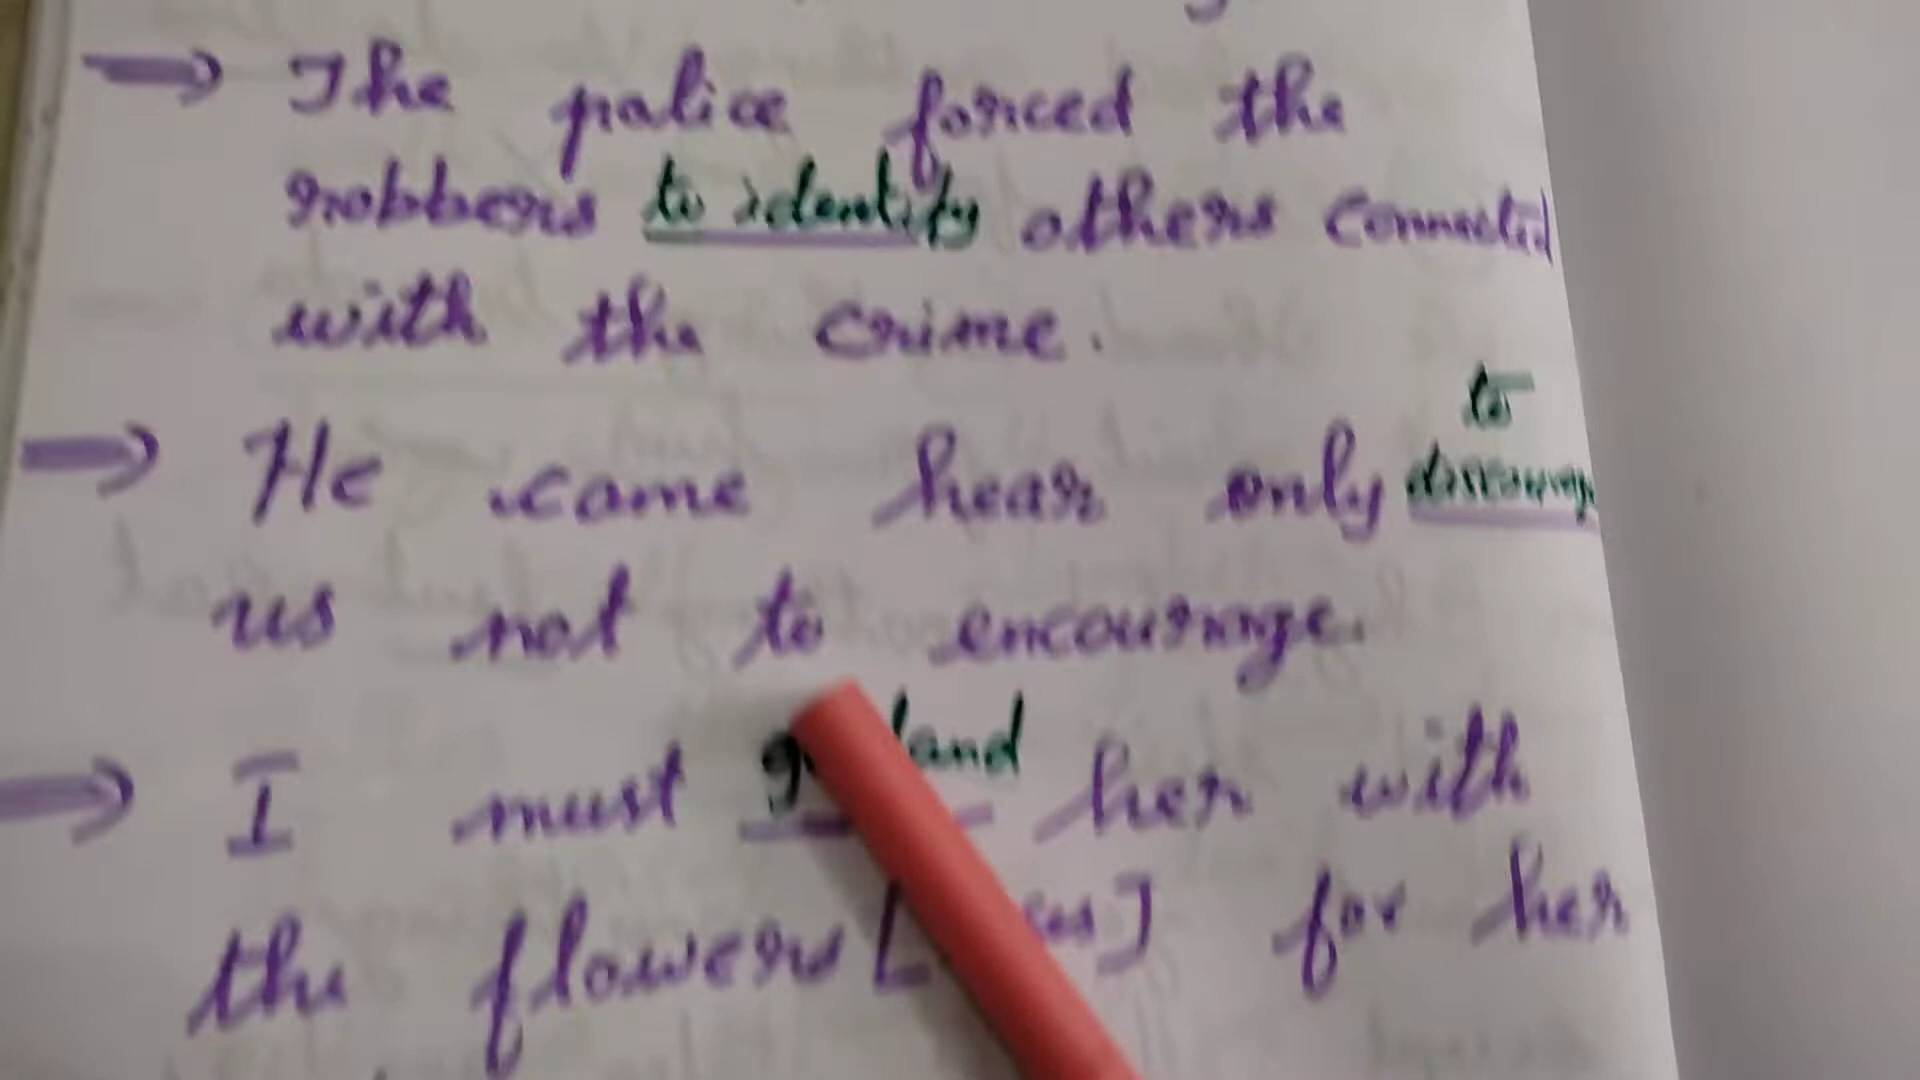 → The police forced the
robbers to identity others connected
with the crime.
to
→ He came hear only discourage
us not to encourage.
→ I must her with
the flowers [ ] for her